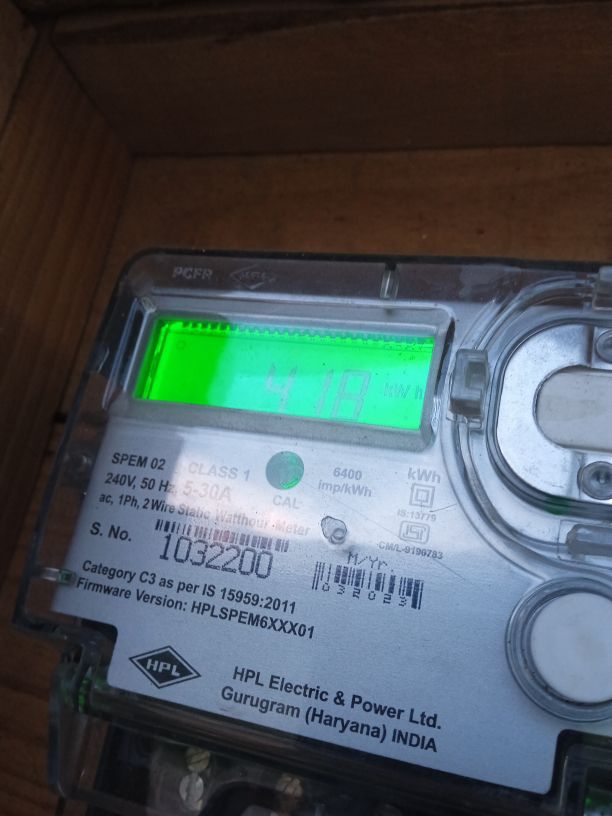 PCFR
418 kWh
SPEM 02
CLASS 1
240V, 50 Hz, 5-30A
ac, 1Ph, 2 Wire Static Watthour Meter
CAL
6400
imp/kWh
kWh
IS:13779
CM/L-9190783
S. No.
1032200
M/Yr.
032023
Category C3 as per IS 15959:2011
Firmware Version: HPLSPEM6XXX01
HPL
HPL Electric & Power Ltd.
Gurugram (Haryana) INDIA